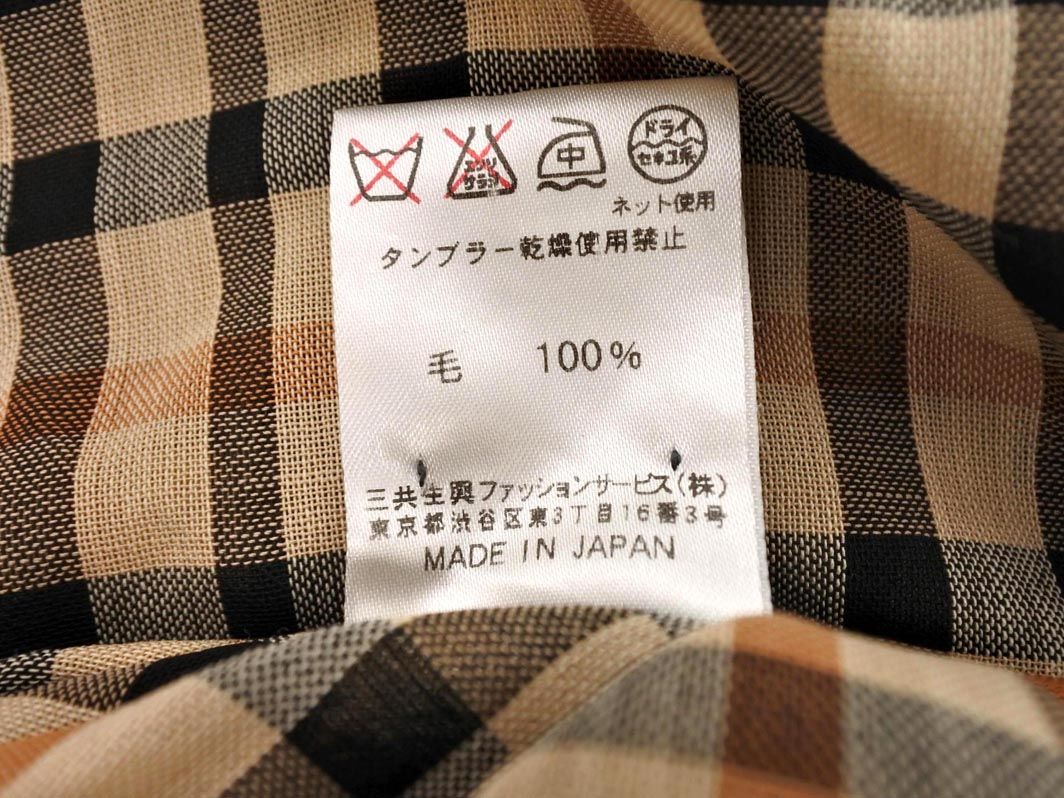 エンソ
サラシ
中
ドライ
セキユ系
ネット使用
タンブラー乾燥使用禁止
毛 100%
三共生興ファッションサービス(株)
東京都渋谷区東3丁目16番3号
MADE IN JAPAN